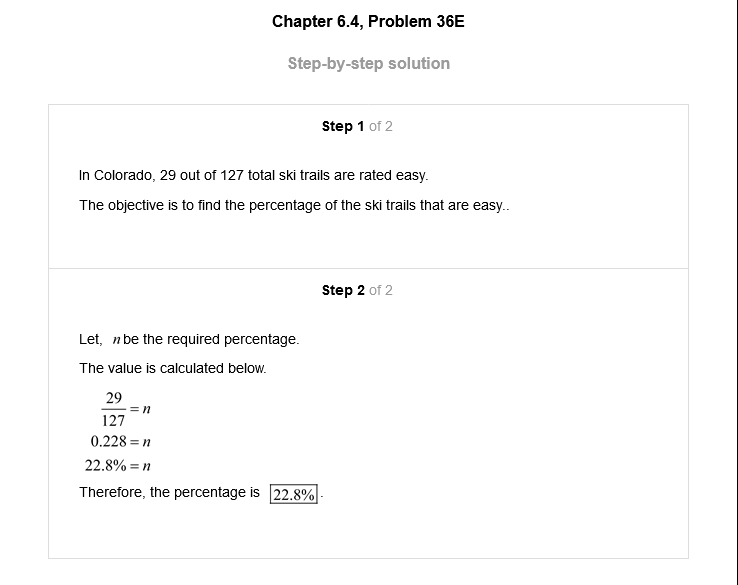 Chapter 6.4, Problem 36E
Step-by-step solution
Step 1 of 2
In Colorado, 29 out of 127 total ski trails are rated easy.
The objective is to find the percentage of the ski trails that are easy..
Step 2 of 2
Let, n be the required percentage.
The value is calculated below.
29
127
= n
0.228 = n
22.8% = n
Therefore, the percentage is 22.8%.